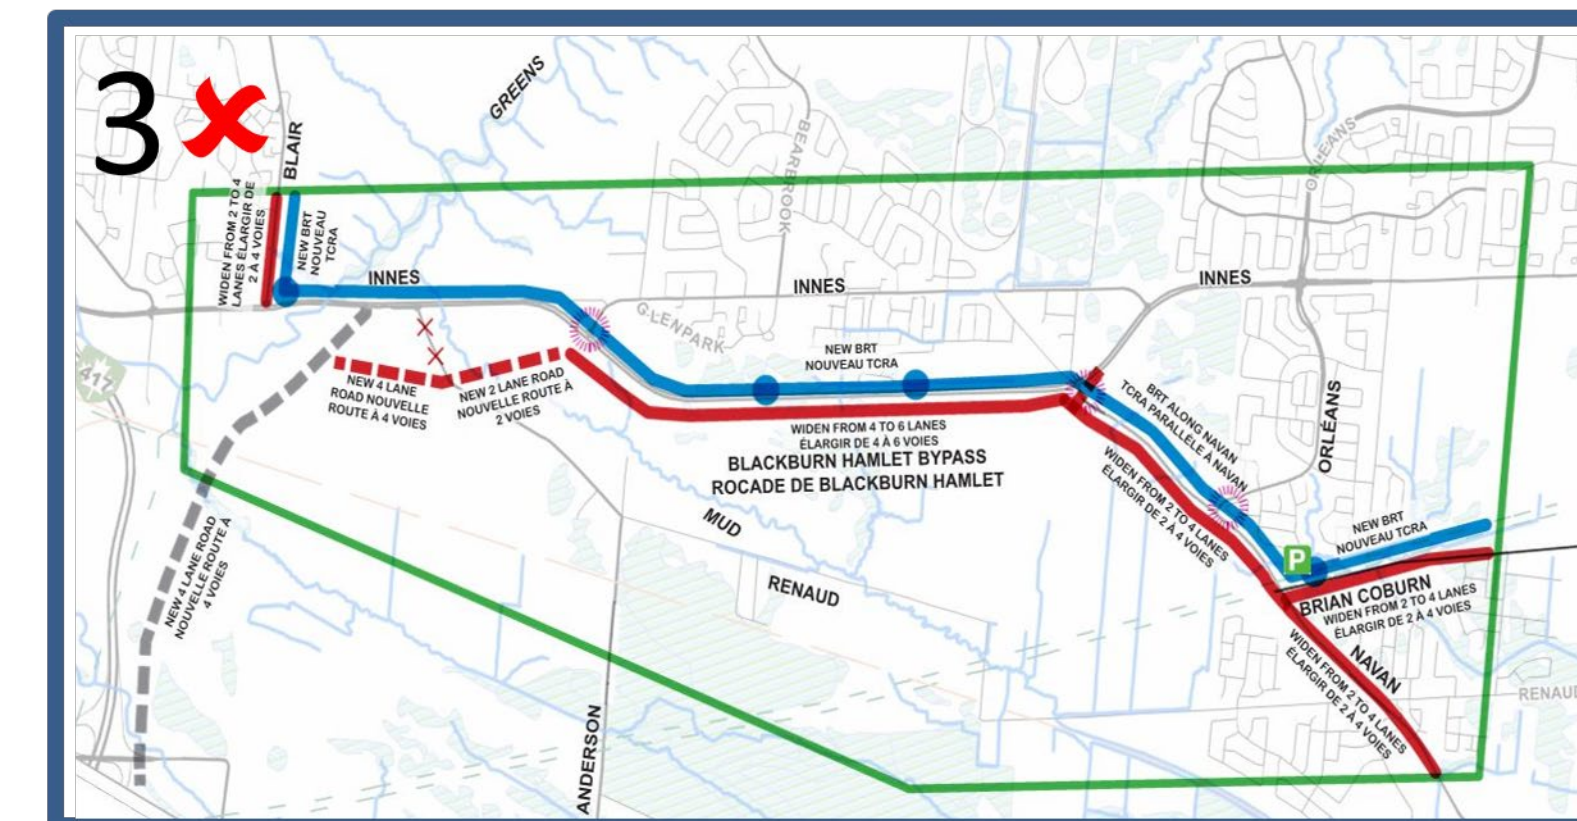 3
GREENS
BLAIR
WIDEN FROM 2 TO 4
LANES ÉLARGIR DE
2 À 4 VOIES
NEW BRT
NOUVEAU
TCRA
INNES
BEARBROOK
INNES
INNES
ORLÉANS
GLENPARK
417
NEW 4 LANE
ROAD NOUVELLE
ROUTE À 4 VOIES
NEW 2 LANE ROAD
NOUVELLE ROUTE À
2 VOIES
NEW BRT
NOUVEAU TCRA
WIDEN FROM 4 TO 6 LANES
ÉLARGIR DE 4 À 6 VOIES
BLACKBURN HAMLET BYPASS
ROCADE DE BLACKBURN HAMLET
BRT ALONG NAVAN
TCRA PARALLÈLE À NAVAN
WIDEN FROM 2 TO 4 LANES
ÉLARGIR DE 2 À 4 VOIES
ORLÉANS
NEW 4 LANE ROAD
NOUVELLE ROUTE À
4 VOIES
MUD
RENAUD
NEW BRT
NOUVEAU TCRA
P
BRIAN COBURN
WIDEN FROM 2 TO 4 LANES
ÉLARGIR DE 2 À 4 VOIES
WIDEN FROM 2 TO 4 LANES
ÉLARGIR DE 2 À 4 VOIES
NAVAN
RENAUD
ANDERSON